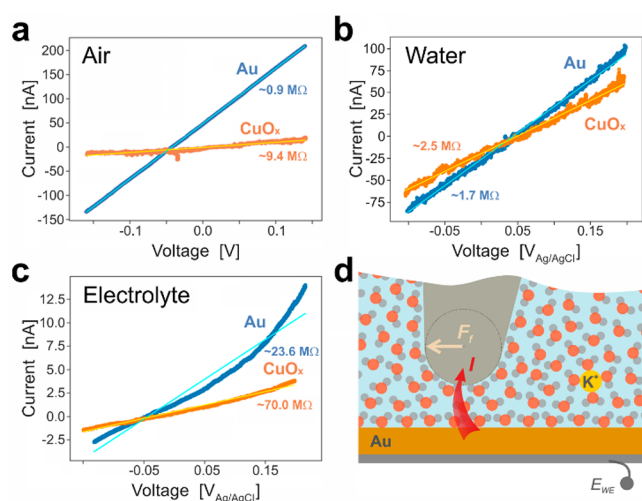 a Air
Current [nA]
200
150
100
50
0
-50
-100
-150
Au
~0.9 MΩ
CuOₓ
~9.4 MΩ
-0.1 0.0 0.1
Voltage [V]
b Water
Current [nA]
100
75
50
25
0
-25
-50
-75
Au
CuOₓ
~2.5 MΩ
~1.7 MΩ
-0.05 0.05 0.15
Voltage [V_Ag/AgCl]
c Electrolyte
Current [nA]
12.5
10.0
7.5
5.0
2.5
0.0
-2.5
Au
~23.6 MΩ
CuOₓ
~70.0 MΩ
-0.05 0.05 0.15
Voltage [V_Ag/AgCl]
d
F_f
I
K⁺
Au
E_WE